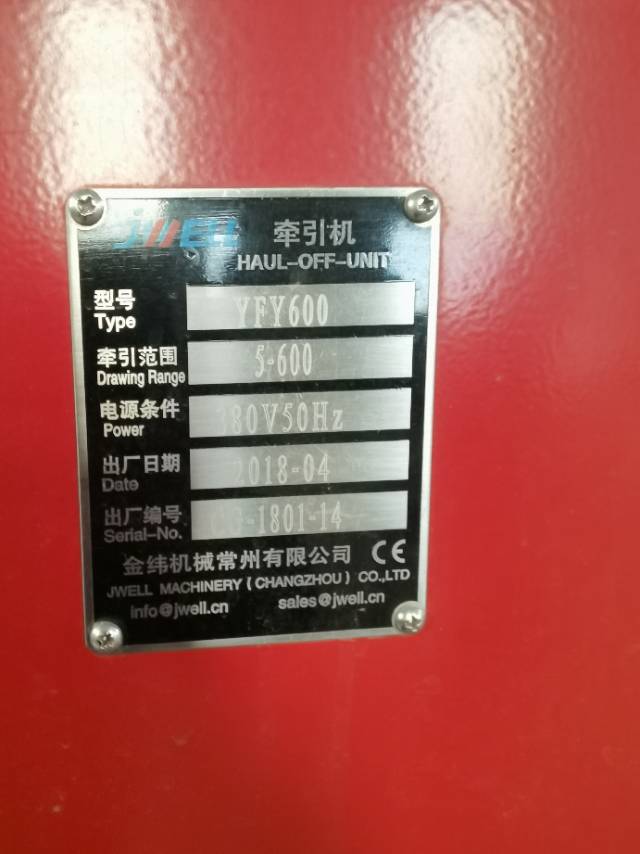 JWELL 牵引机
HAUL-OFF-UNIT
型号 YFY600
Type
牵引范围 5-600
Drawing Range
电源条件 380V50Hz
Power
出厂日期 2018-04
Date
出厂编号 -1801-14
Serial-No.
金纬机械常州有限公司 CE
JWELL MACHINERY (CHANGZHOU) CO.,LTD
info@jwell.cn sales@jwell.cn